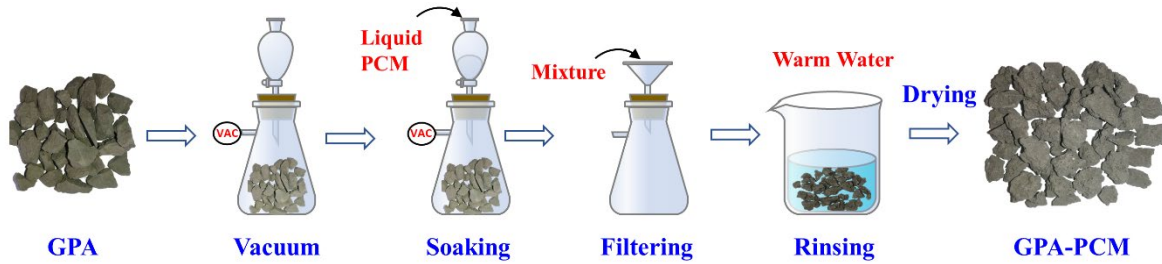 Liquid
PCM
Mixture
Warm Water
Drying
VAC
VAC
GPA
Vacuum
Soaking
Filtering
Rinsing
GPA-PCM